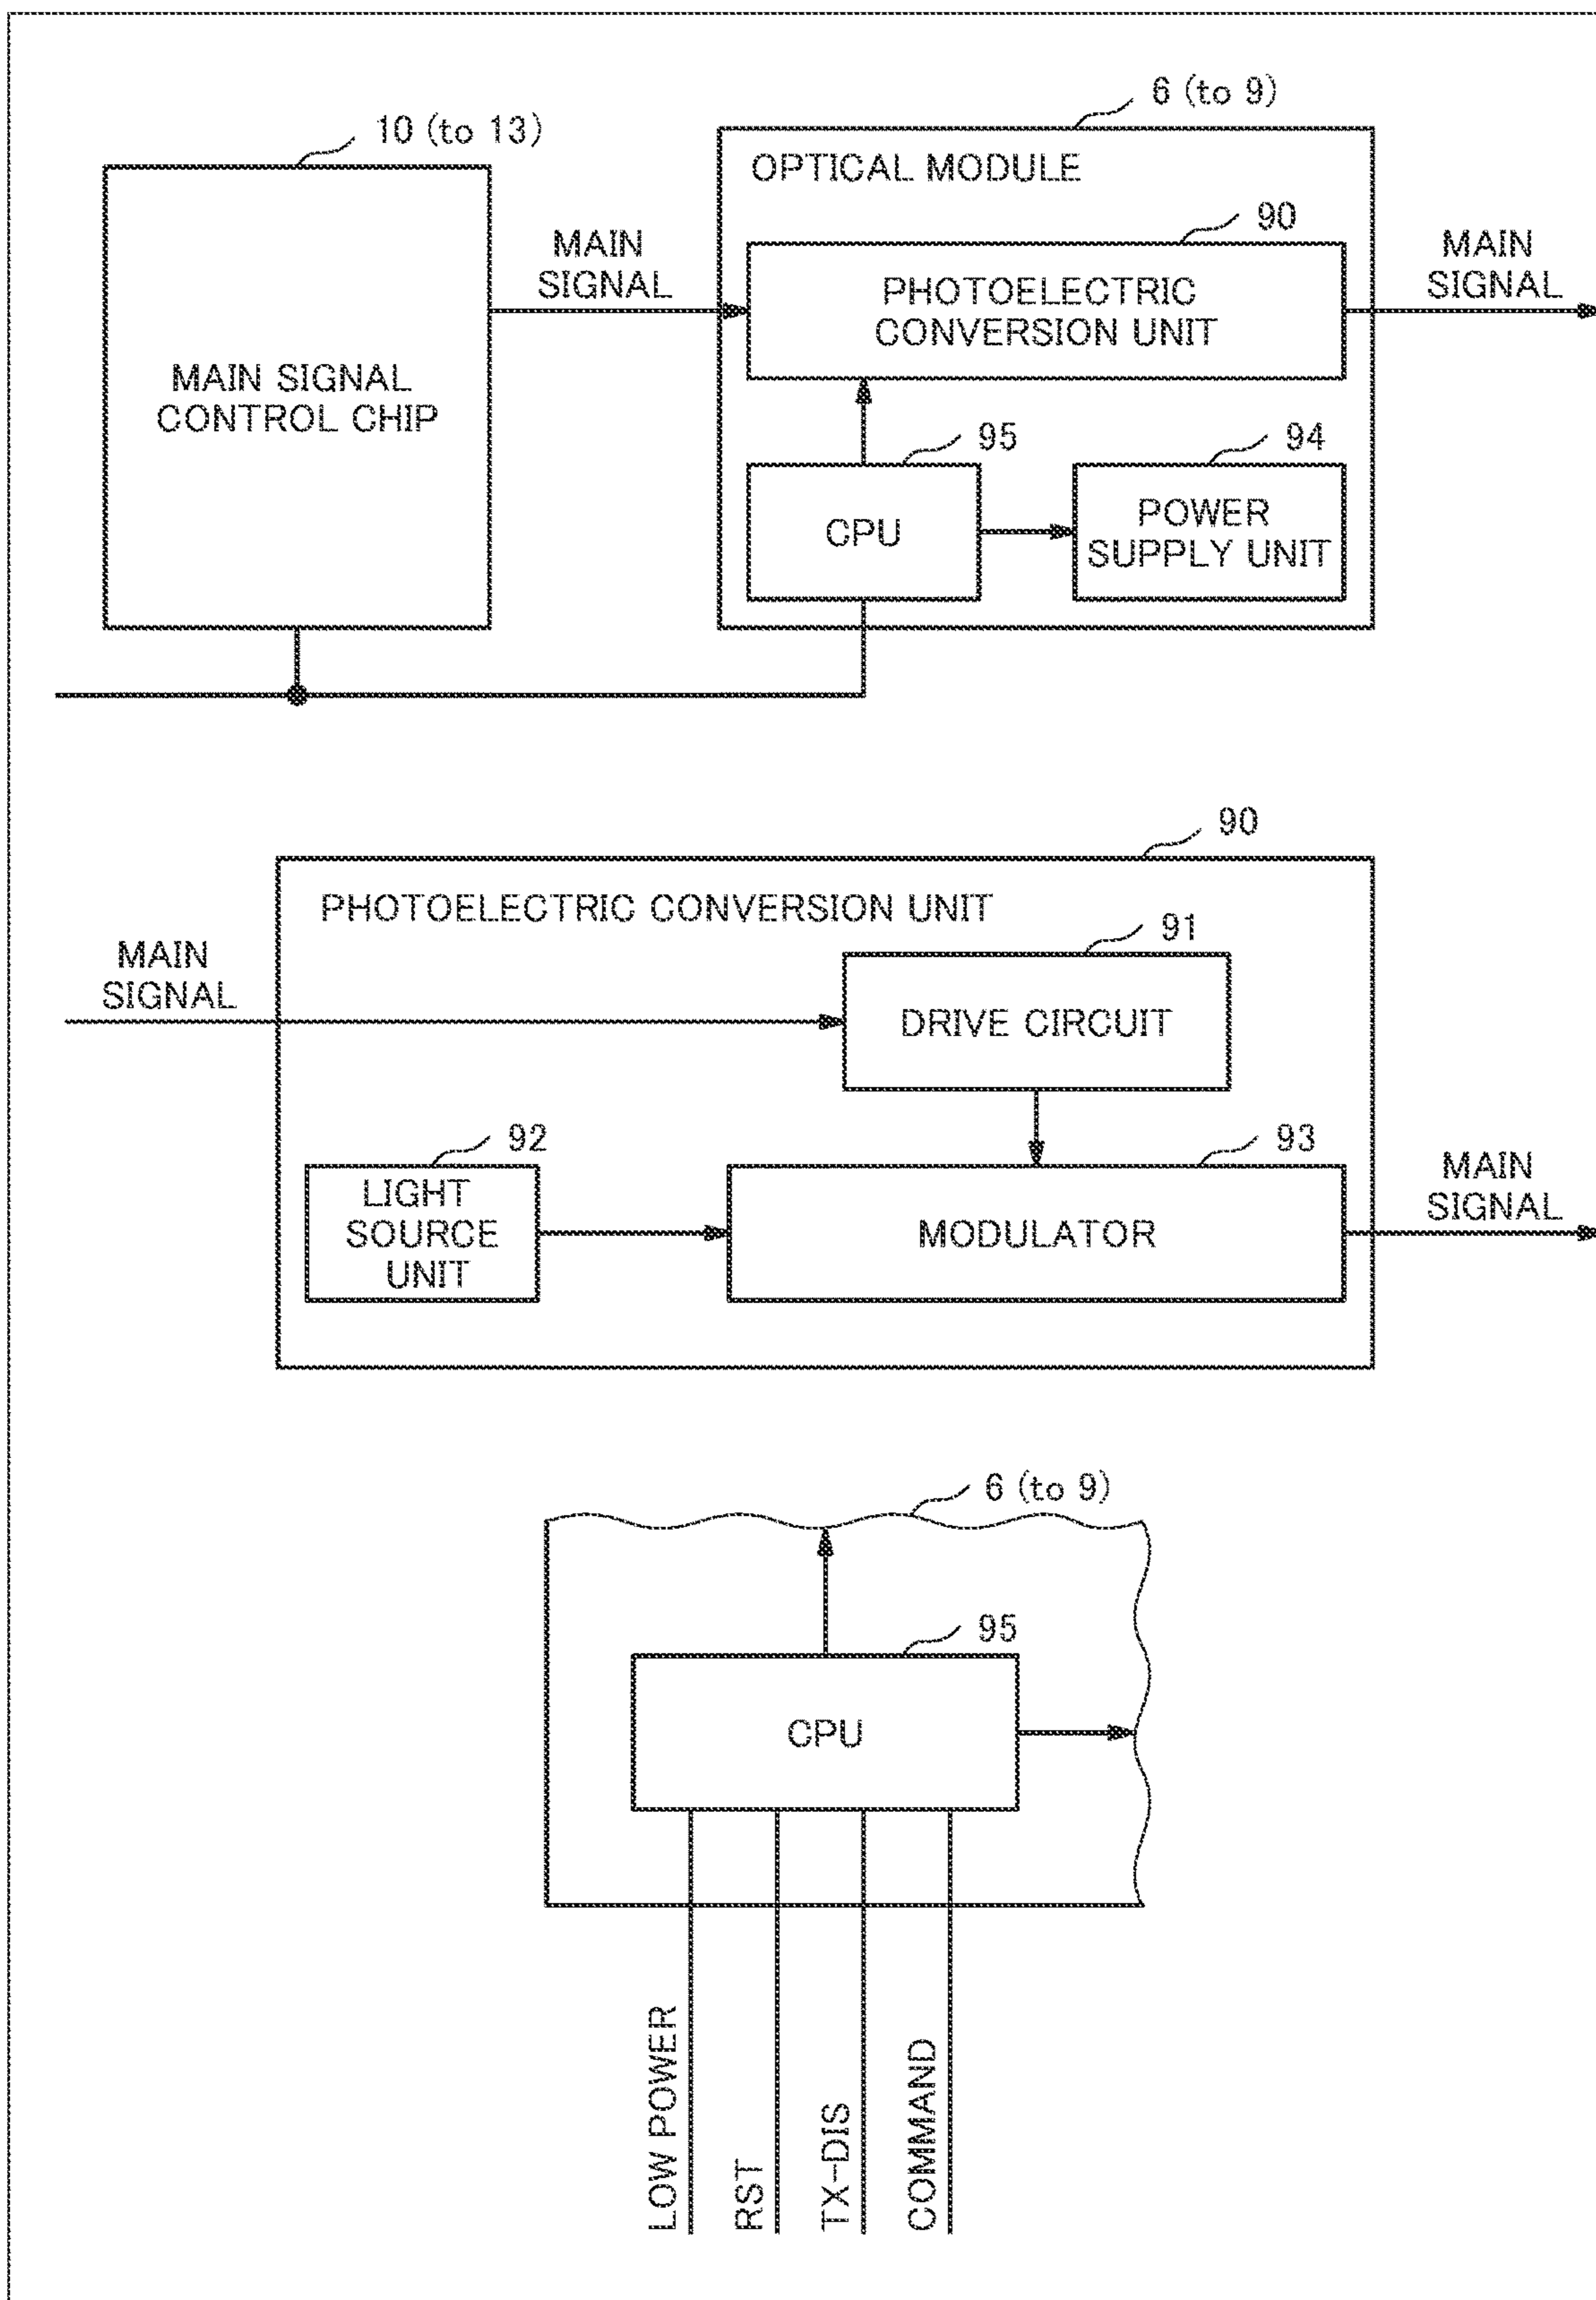 6 (to 9)
10 (to 13)
OPTICAL MODULE
90
MAIN
SIGNAL
PHOTOELECTRIC
CONVERSION UNIT
MAIN
SIGNAL
MAIN SIGNAL
CONTROL CHIP
95
94
CPU
POWER
SUPPLY UNIT
90
PHOTOELECTRIC CONVERSION UNIT
MAIN
SIGNAL
91
DRIVE CIRCUIT
92
93
LIGHT
SOURCE
UNIT
MODULATOR
MAIN
SIGNAL
6 (to 9)
95
CPU
LOW POWER
RST
TX-DIS
COMMAND